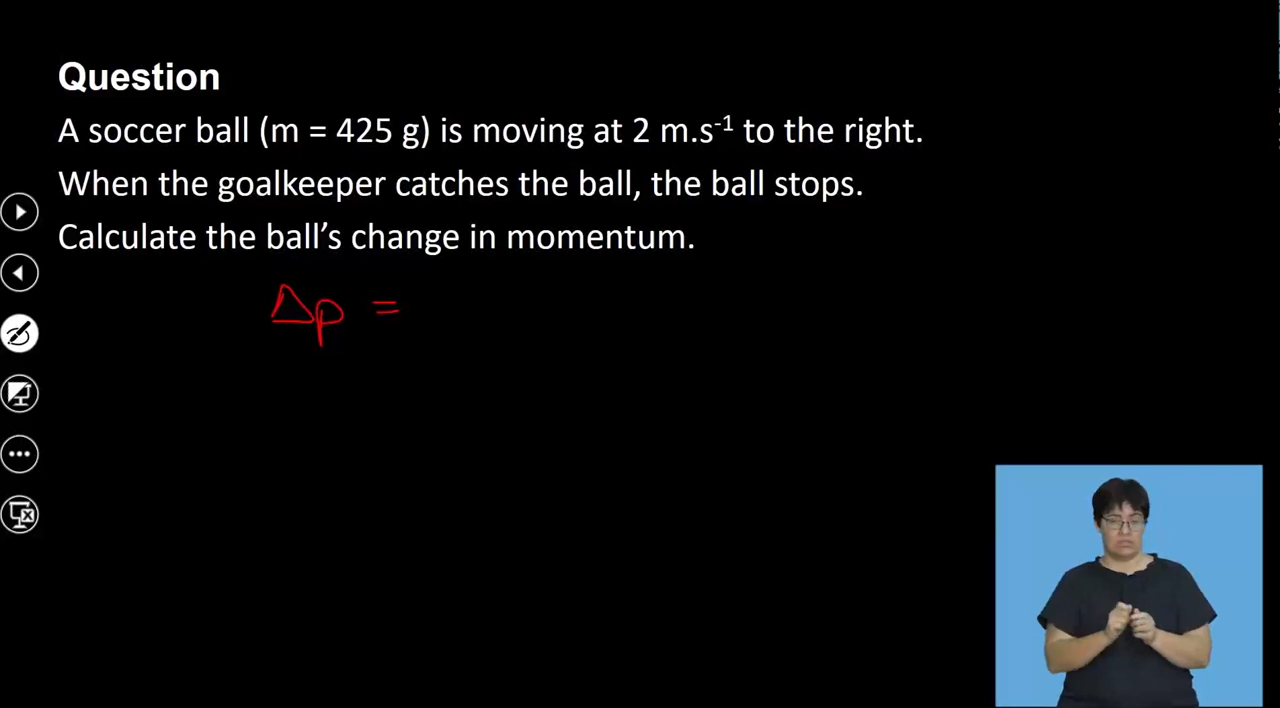 Question
A soccer ball (m = 425 g) is moving at 2 m.s⁻¹ to the right.
When the goalkeeper catches the ball, the ball stops.
Calculate the ball’s change in momentum.
Δp =